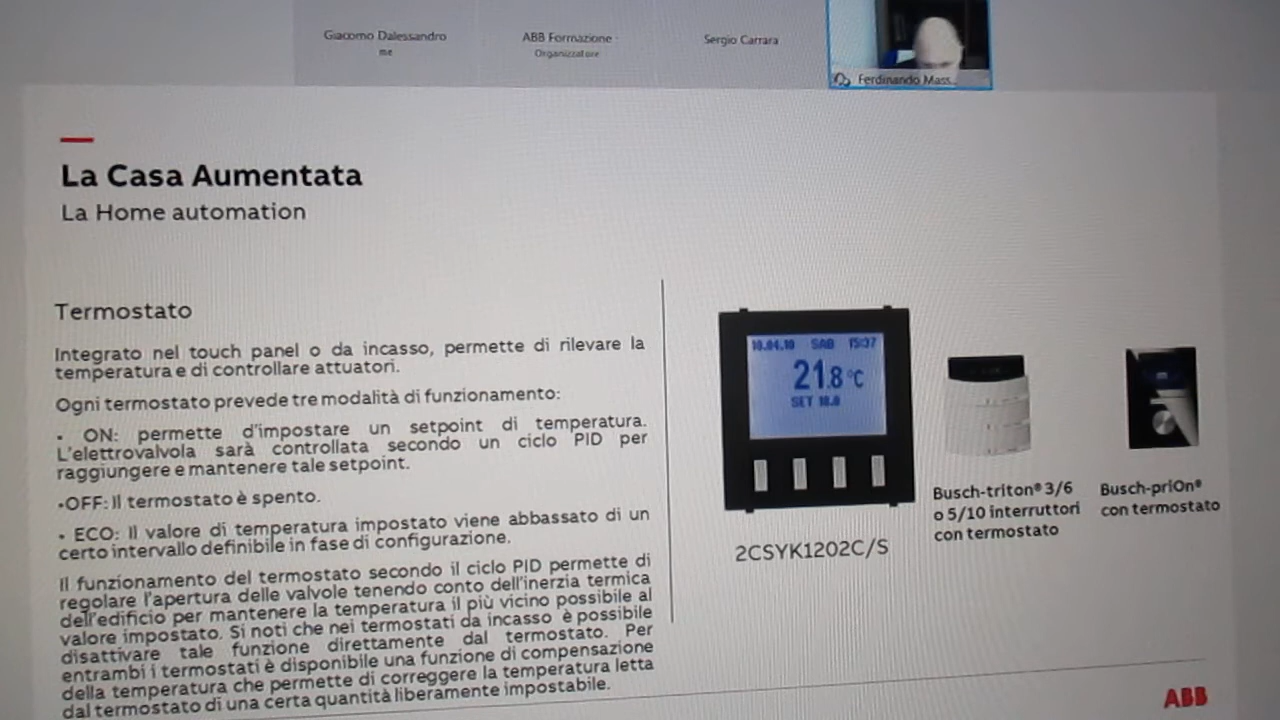 Giacomo Dalessandro
me
ABB Formazione
Organizzatore
Sergio Carrara
Ferdinando Mass...
La Casa Aumentata
La Home automation
Termostato
Integrato nel touch panel o da incasso, permette di rilevare la
temperatura e di controllare attuatori.
Ogni termostato prevede tre modalità di funzionamento:
• ON: permette d'impostare un setpoint di temperatura.
L'elettrovalvola sarà controllata secondo un ciclo PID per
raggiungere e mantenere tale setpoint.
•OFF: Il termostato è spento.
• ECO: Il valore di temperatura impostato viene abbassato di un
certo intervallo definibile in fase di configurazione.
Il funzionamento del termostato secondo il ciclo PID permette di
regolare l'apertura delle valvole tenendo conto dell'inerzia termica
dell'edificio per mantenere la temperatura il più vicino possibile al
valore impostato. Si noti che nei termostati da incasso è possibile
disattivare tale funzione direttamente dal termostato. Per
entrambi i termostati è disponibile una funzione di compensazione
della temperatura che permette di correggere la temperatura letta
dal termostato di una certa quantità liberamente impostabile.
10.04.10 SAB 15:37
21.8 °C
SET 18.0
2CSYK1202C/S
Busch-triton® 3/6
o 5/10 interruttori
con termostato
Busch-priOn®
con termostato
ABB